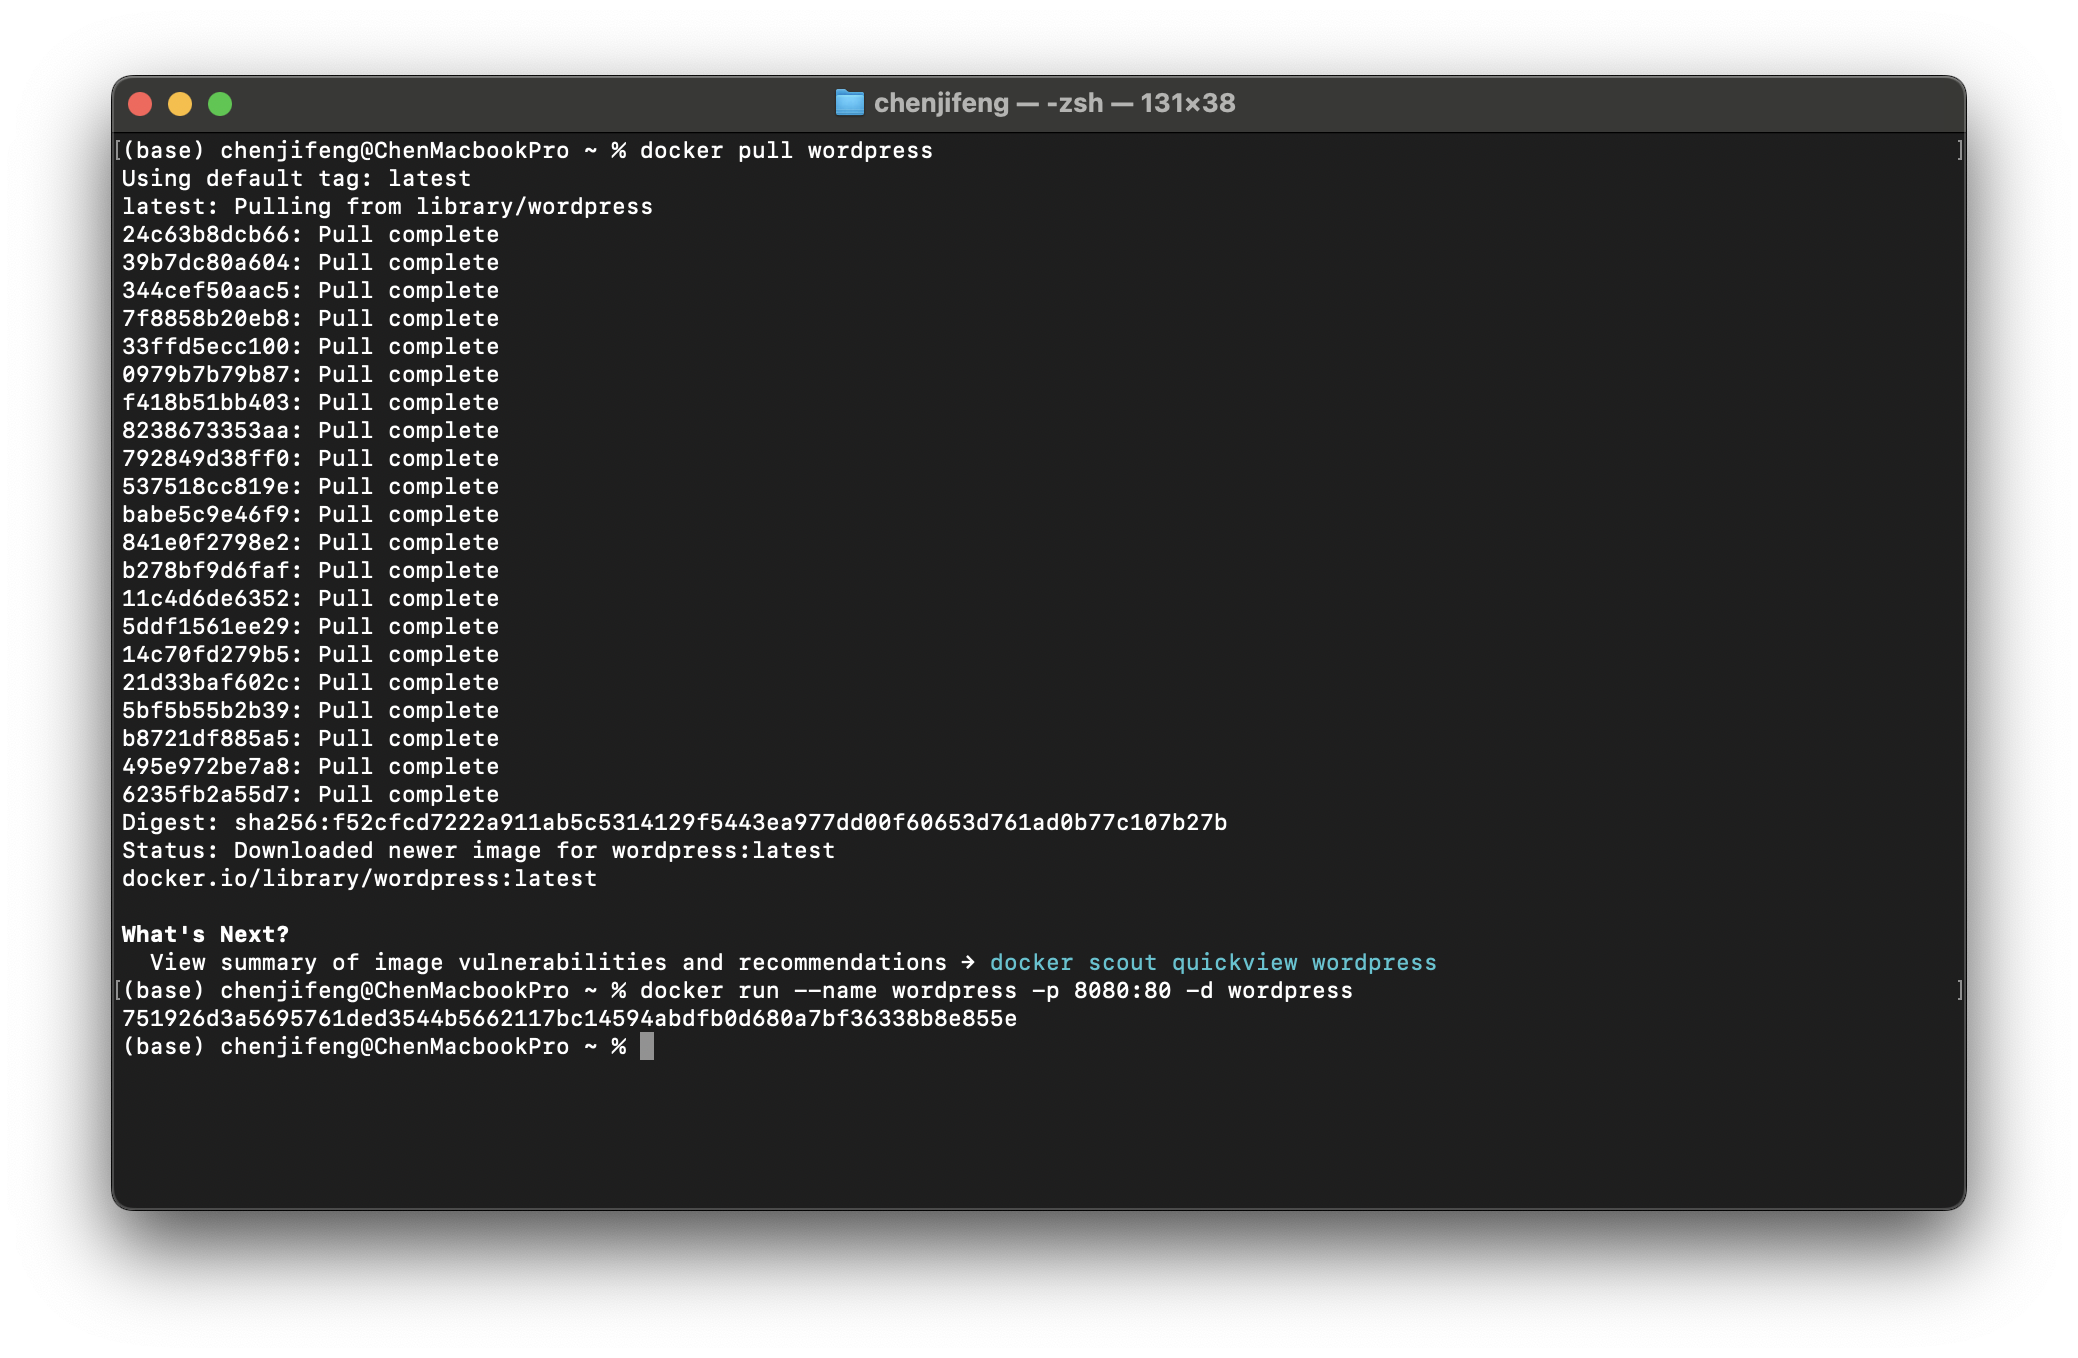 chenjifeng — -zsh — 131×38
[(base) chenjifeng@ChenMacbookPro ~ % docker pull wordpress ]
Using default tag: latest
latest: Pulling from library/wordpress
24c63b8dcb66: Pull complete
39b7dc80a604: Pull complete
344cef50aac5: Pull complete
7f8858b20eb8: Pull complete
33ffd5ecc100: Pull complete
0979b7b79b87: Pull complete
f418b51bb403: Pull complete
8238673353aa: Pull complete
792849d38ff0: Pull complete
537518cc819e: Pull complete
babe5c9e46f9: Pull complete
841e0f2798e2: Pull complete
b278bf9d6faf: Pull complete
11c4d6de6352: Pull complete
5ddf1561ee29: Pull complete
14c70fd279b5: Pull complete
21d33baf602c: Pull complete
5bf5b55b2b39: Pull complete
b8721df885a5: Pull complete
495e972be7a8: Pull complete
6235fb2a55d7: Pull complete
Digest: sha256:f52cfcd7222a911ab5c5314129f5443ea977dd00f60653d761ad0b77c107b27b
Status: Downloaded newer image for wordpress:latest
docker.io/library/wordpress:latest
What's Next?
View summary of image vulnerabilities and recommendations → docker scout quickview wordpress
[(base) chenjifeng@ChenMacbookPro ~ % docker run --name wordpress -p 8080:80 -d wordpress ]
751926d3a5695761ded3544b5662117bc14594abdfb0d680a7bf36338b8e855e
(base) chenjifeng@ChenMacbookPro ~ %